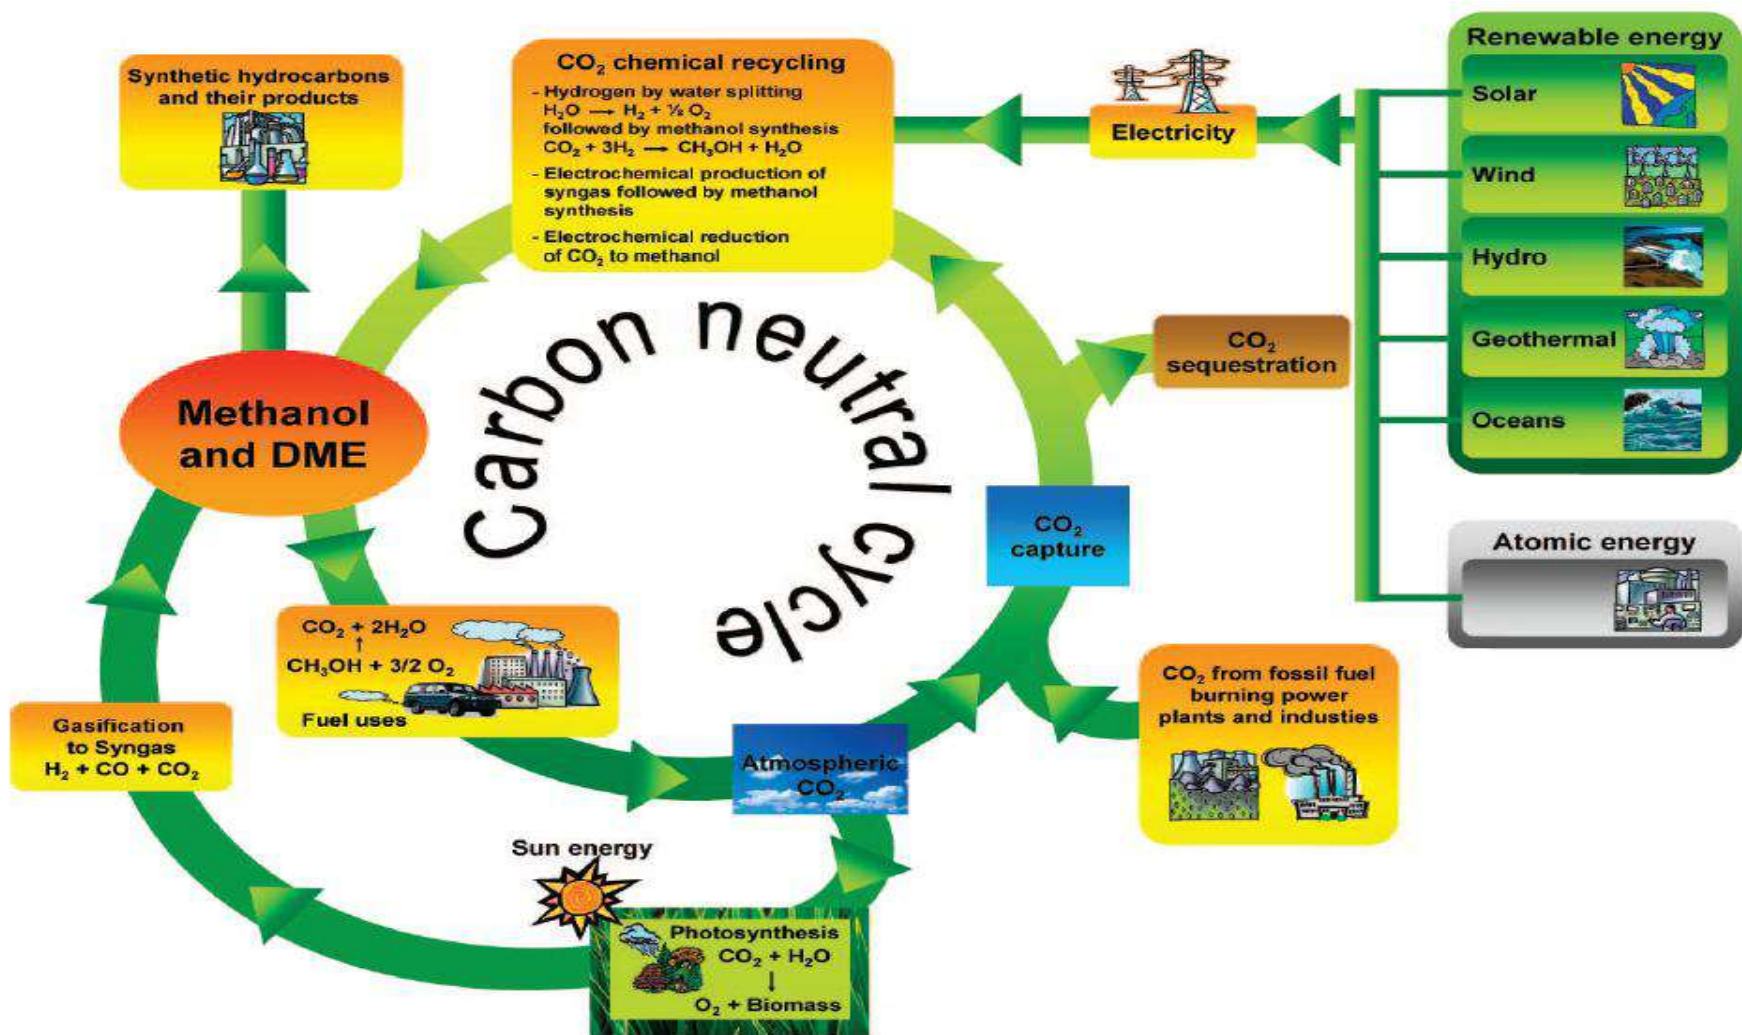 Synthetic hydrocarbons
and their products
CO₂ chemical recycling
- Hydrogen by water splitting
H₂O → H₂ + ½ O₂
followed by methanol synthesis
CO₂ + 3H₂ → CH₃OH + H₂O
- Electrochemical production of
syngas followed by methanol
synthesis
- Electrochemical reduction
of CO₂ to methanol
Electricity
Renewable energy
Solar
Wind
Hydro
Geothermal
Oceans
Atomic energy
CO₂
sequestration
Methanol
and DME
Carbon neutral cycle
CO₂
capture
CO₂ + 2H₂O
↑
CH₃OH + 3/2 O₂
Fuel uses
CO₂ from fossil fuel
burning power
plants and industies
Gasification
to Syngas
H₂ + CO + CO₂
Atmospheric
CO₂
Sun energy
Photosynthesis
CO₂ + H₂O
↓
O₂ + Biomass